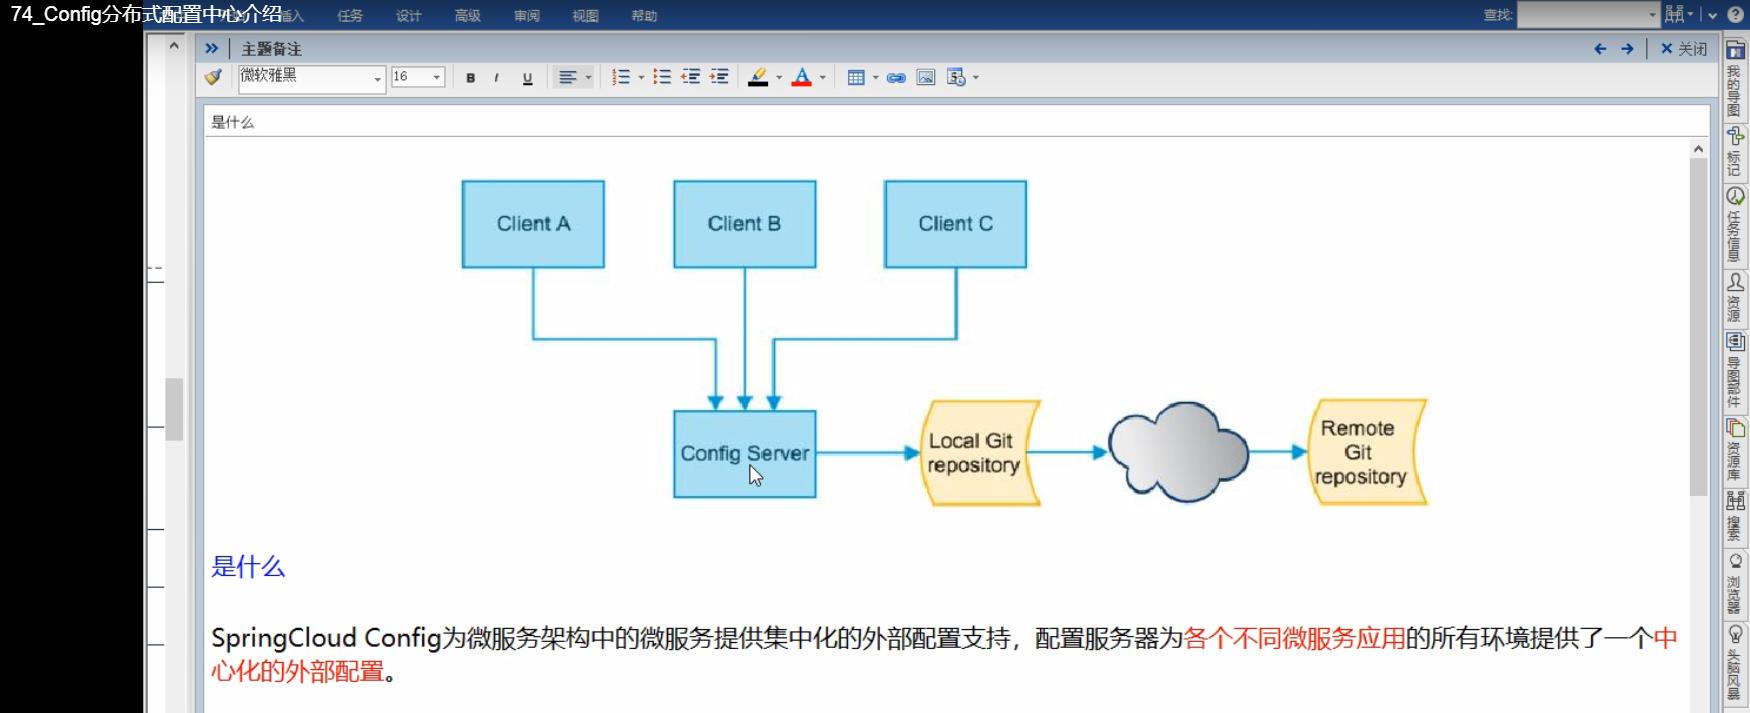 74_Config分布式配置中心介绍
插入 任务 设计 高级 审阅 视图 帮助
查找:
主题备注
关闭
微软雅黑
16
B I U
是什么
Client A
Client B
Client C
Config Server
Local Git
repository
Remote
Git
repository
是什么
SpringCloud Config为微服务架构中的微服务提供集中化的外部配置支持，配置服务器为各个不同微服务应用的所有环境提供了一个中
心化的外部配置。
我的导图
标记
任务信息
资源
导图部件
资源库
搜索
浏览器
头脑风暴